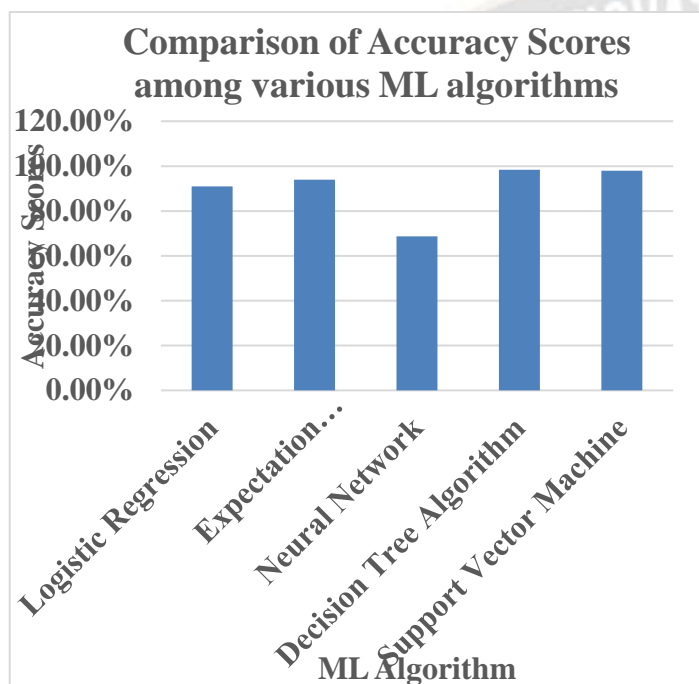 Comparison of Accuracy Scores
among various ML algorithms
120.00%
100.00%
80.00%
60.00%
40.00%
20.00%
0.00%
Accuracy Scores
Logistic Regression
Expectation…
Neural Network
Decision Tree Algorithm
Support Vector Machine
ML Algorithm